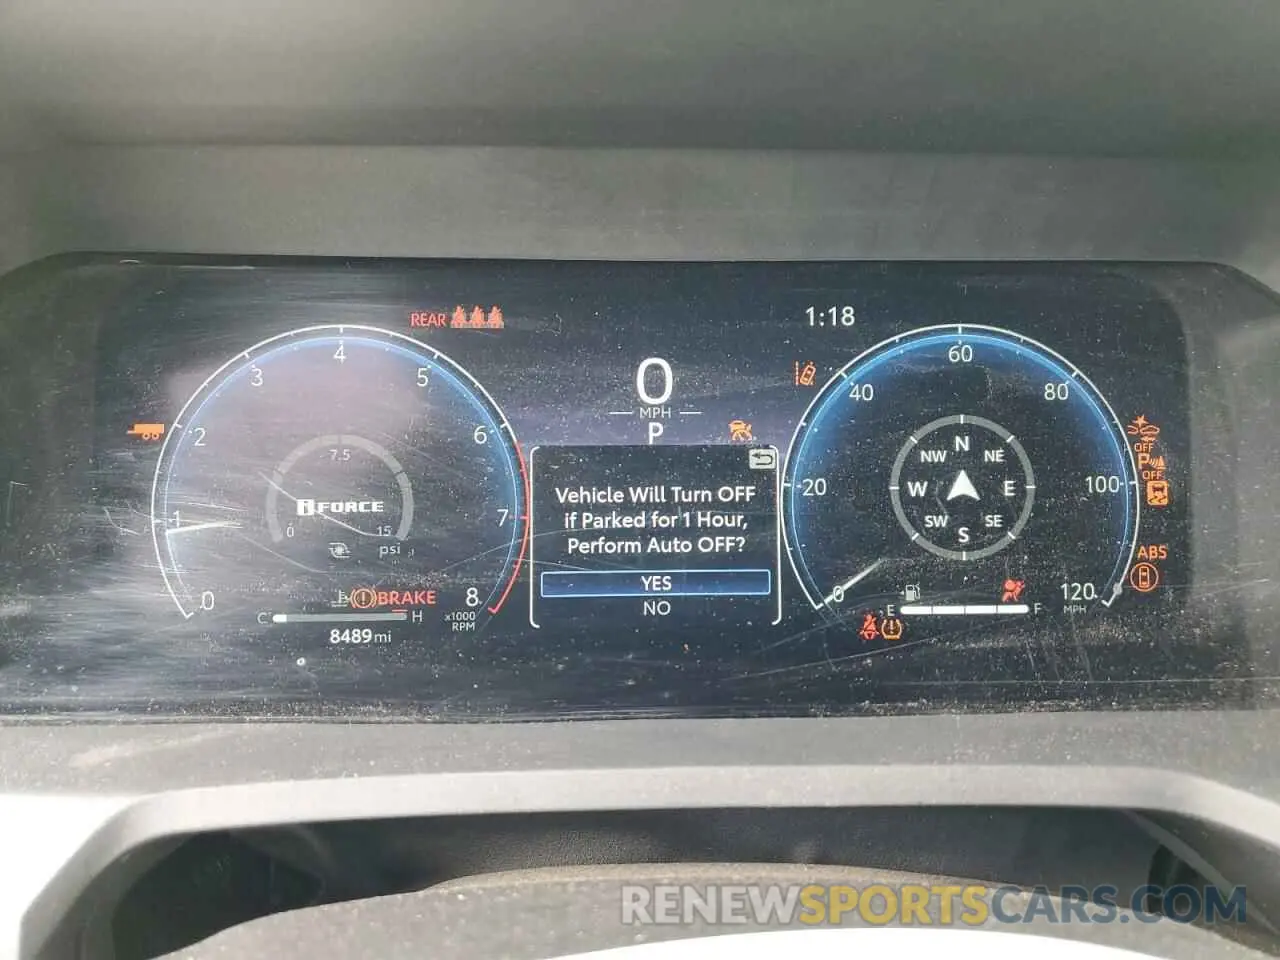 REAR
1:18
0
MPH
P
0
1
2
3
4
5
6
7
8
x1000
RPM
7.5
0
15
psi
i FORCE
BRAKE
C
H
8489 mi
Vehicle Will Turn OFF
if Parked for 1 Hour,
Perform Auto OFF?
YES
NO
0
20
40
60
80
100
120
MPH
N
NE
E
SE
S
SW
W
NW
E
F
OFF
P
OFF
ABS
RENEWSPORTSCARS.COM